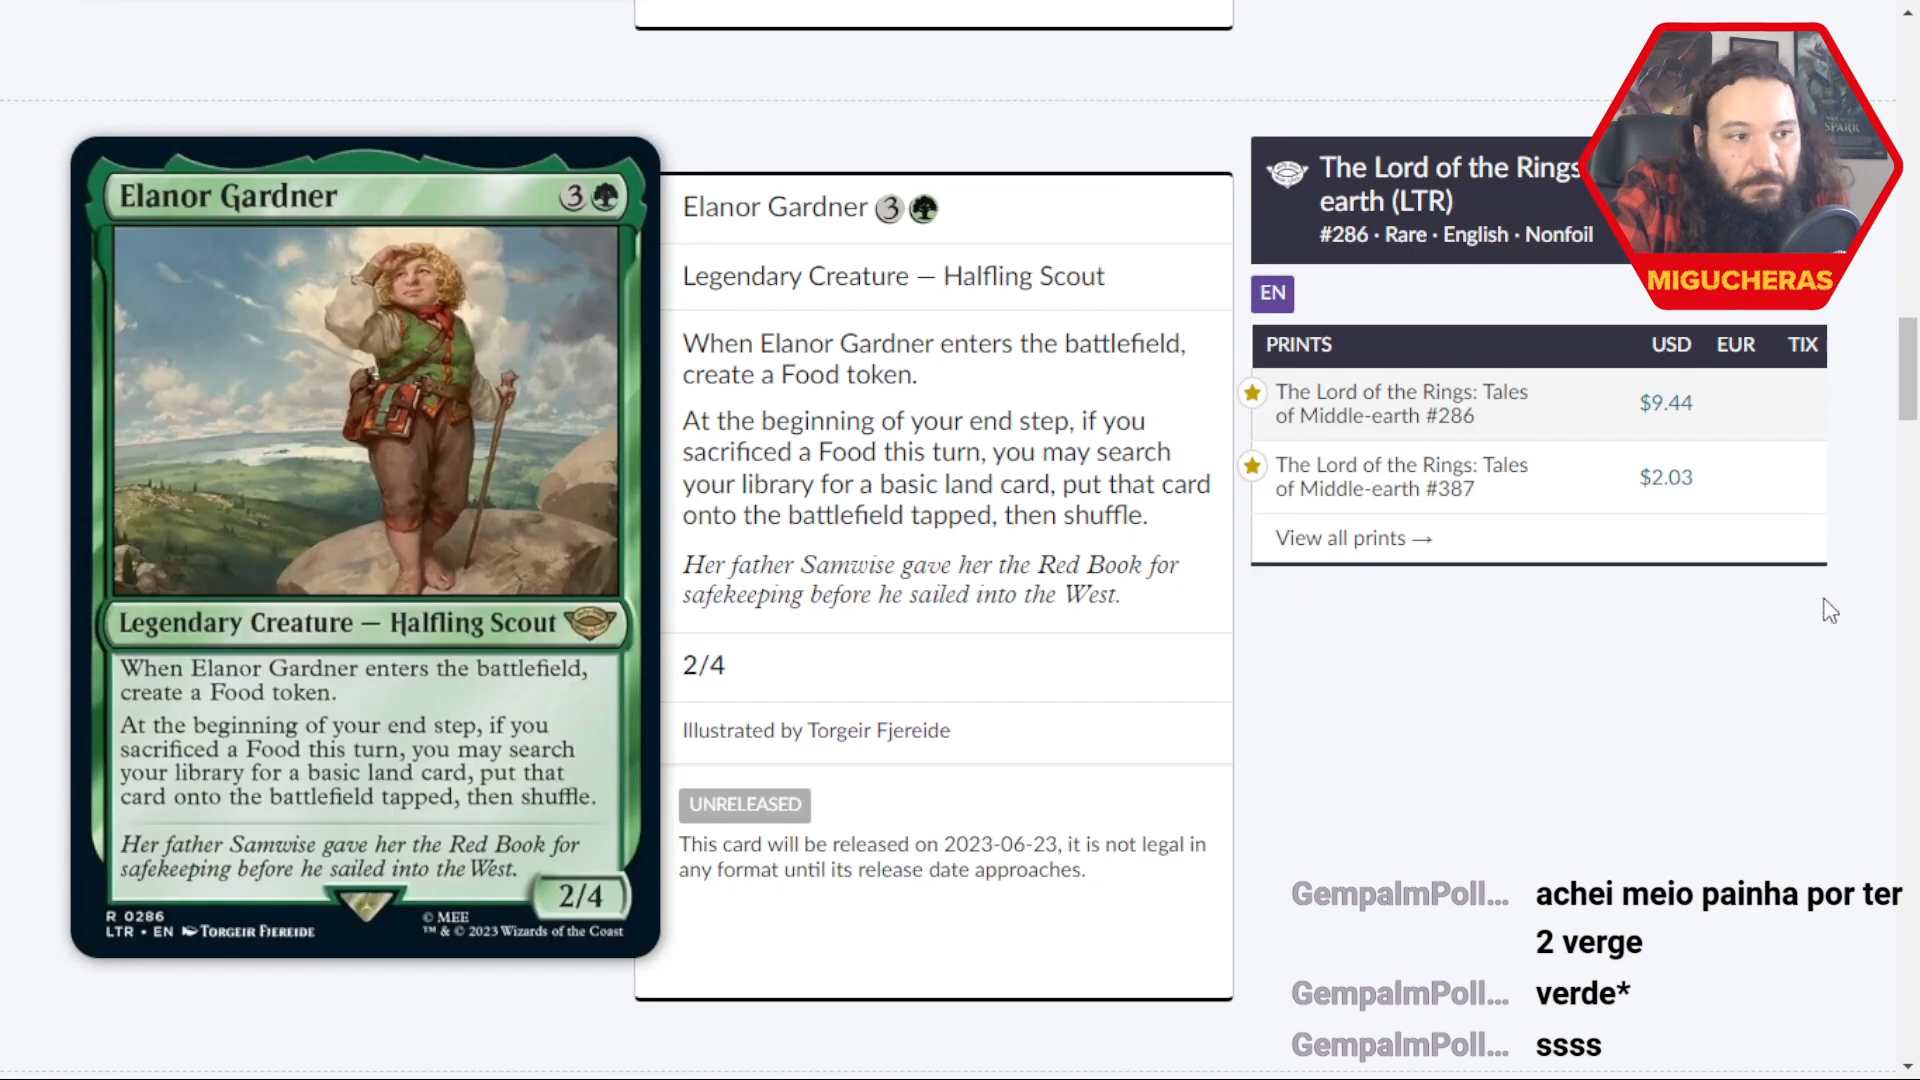 Elanor Gardner 3
Legendary Creature — Halfling Scout
When Elanor Gardner enters the battlefield,
create a Food token.
At the beginning of your end step, if you
sacrificed a Food this turn, you may search
your library for a basic land card, put that
card onto the battlefield tapped, then shuffle.
Her father Samwise gave her the Red Book for
safekeeping before he sailed into the West.
2/4
R 0286
LTR • EN TORGEIR FJEREIDE
© MEE
™ & © 2023 Wizards of the Coast
Elanor Gardner 3
Legendary Creature — Halfling Scout
When Elanor Gardner enters the battlefield,
create a Food token.
At the beginning of your end step, if you
sacrificed a Food this turn, you may search
your library for a basic land card, put that card
onto the battlefield tapped, then shuffle.
Her father Samwise gave her the Red Book for
safekeeping before he sailed into the West.
2/4
Illustrated by Torgeir Fjereide
UNRELEASED
This card will be released on 2023-06-23, it is not legal in
any format until its release date approaches.
The Lord of the Rings
earth (LTR)
#286 · Rare · English · Nonfoil
EN
PRINTS USD EUR TIX
The Lord of the Rings: Tales
of Middle-earth #286 $9.44
The Lord of the Rings: Tales
of Middle-earth #387 $2.03
View all prints →
SPARK
MIGUCHERAS
GempalmPoll... achei meio painha por ter
2 verge
GempalmPoll... verde*
GempalmPoll... ssss